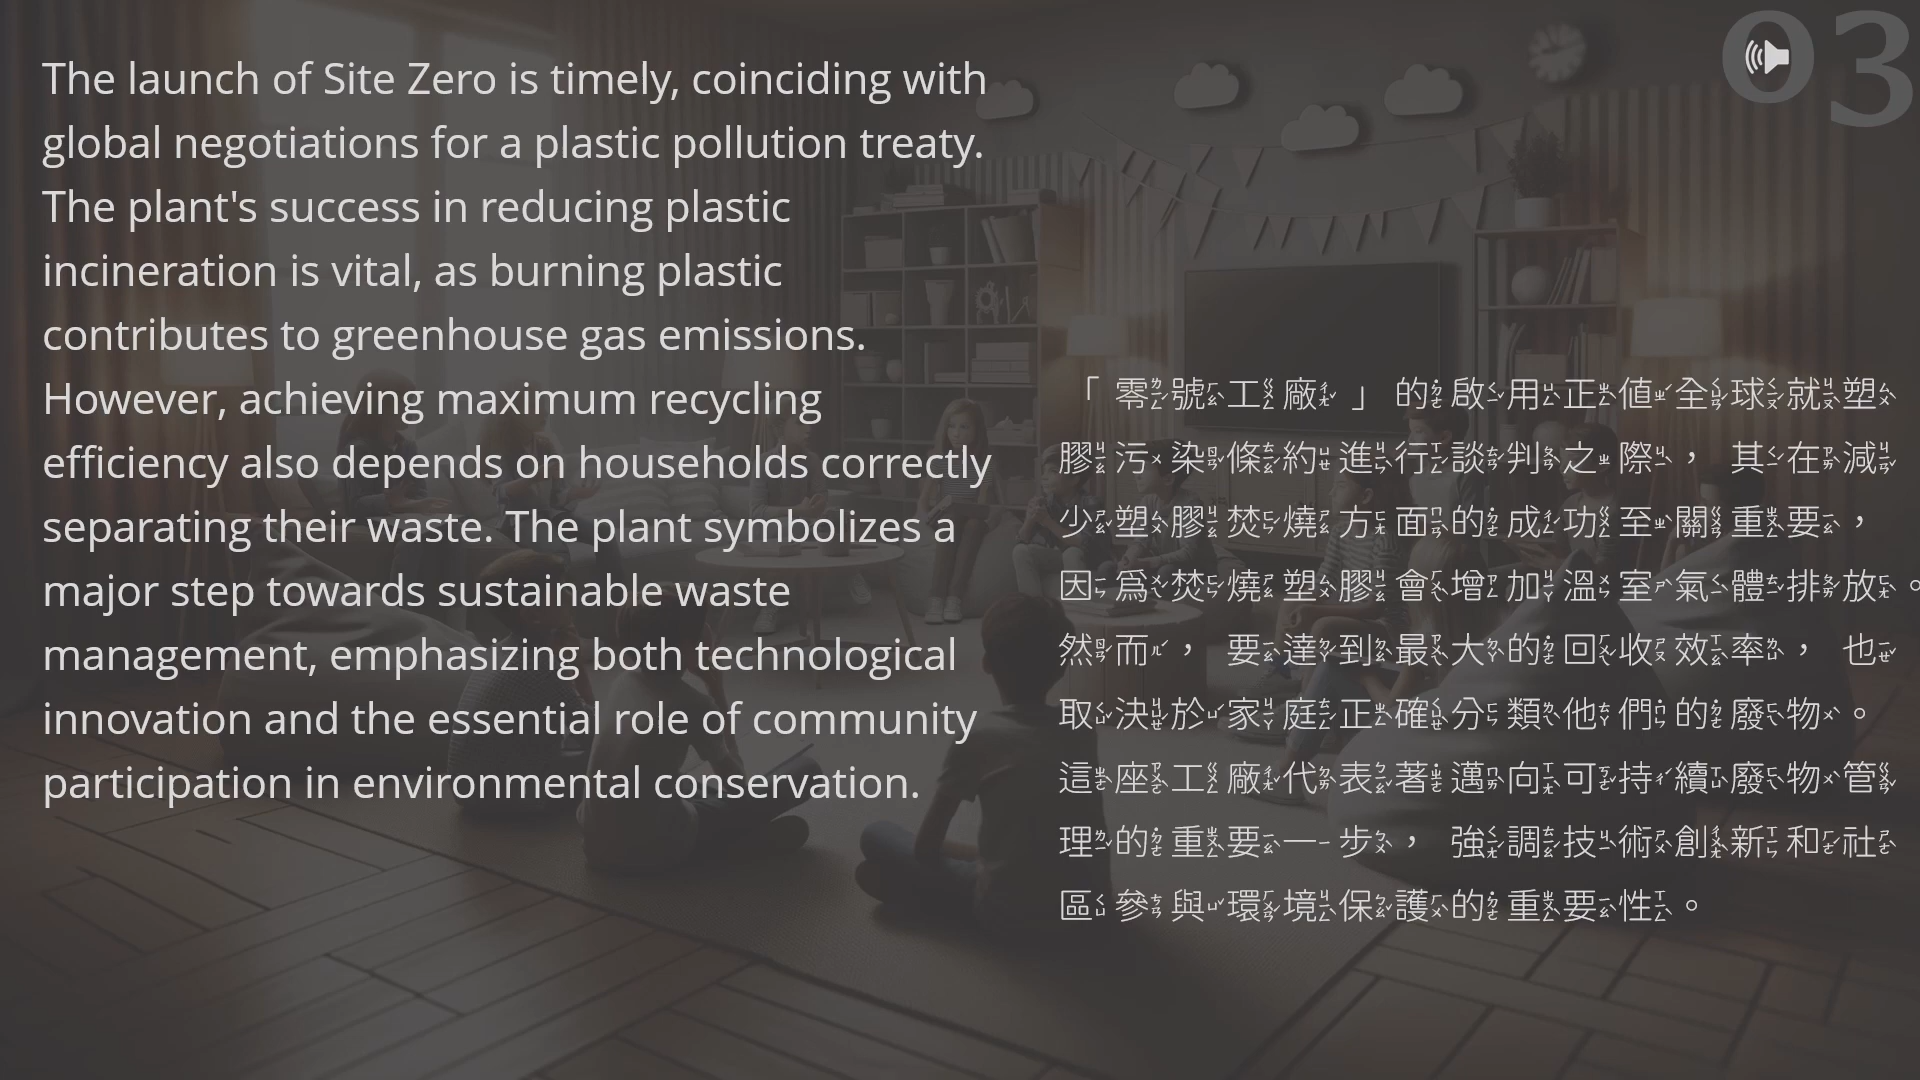 03
The launch of Site Zero is timely, coinciding with
global negotiations for a plastic pollution treaty.
The plant's success in reducing plastic
incineration is vital, as burning plastic
contributes to greenhouse gas emissions.
However, achieving maximum recycling
efficiency also depends on households correctly
separating their waste. The plant symbolizes a
major step towards sustainable waste
management, emphasizing both technological
innovation and the essential role of community
participation in environmental conservation.
「零號工廠」的啟用正值全球就塑
膠污染條約進行談判之際，其在減
少塑膠焚燒方面的成功至關重要，
因為焚燒塑膠會增加溫室氣體排放。
然而，要達到最大的回收效率，也
取決於家庭正確分類他們的廢物。
這座工廠代表著邁向可持續廢物管
理的重要一步，強調技術創新和社
區參與環境保護的重要性。